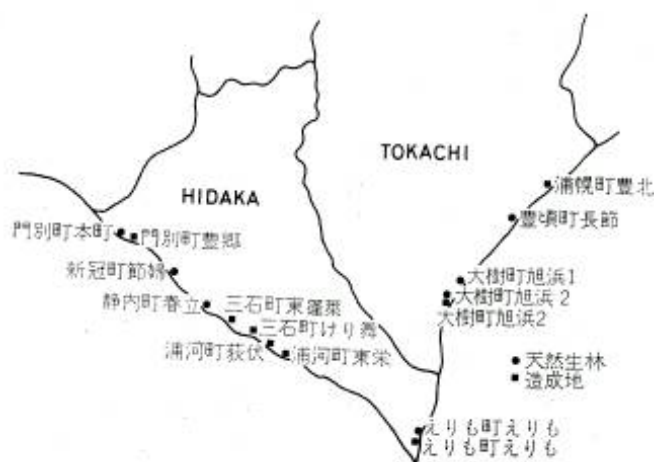 TOKACHI
HIDAKA
浦幌町豊北
豊頃町長節
門別町本町
門別町豊郷
新冠町節婦
大樹町旭浜1
大樹町旭浜2
大樹町旭浜2
静内町春立
三石町東蓬萊
三石町けり舞
浦河町荻伏
浦河町東栄
天然生林
造成地
えりも町えりも
えりも町えりも